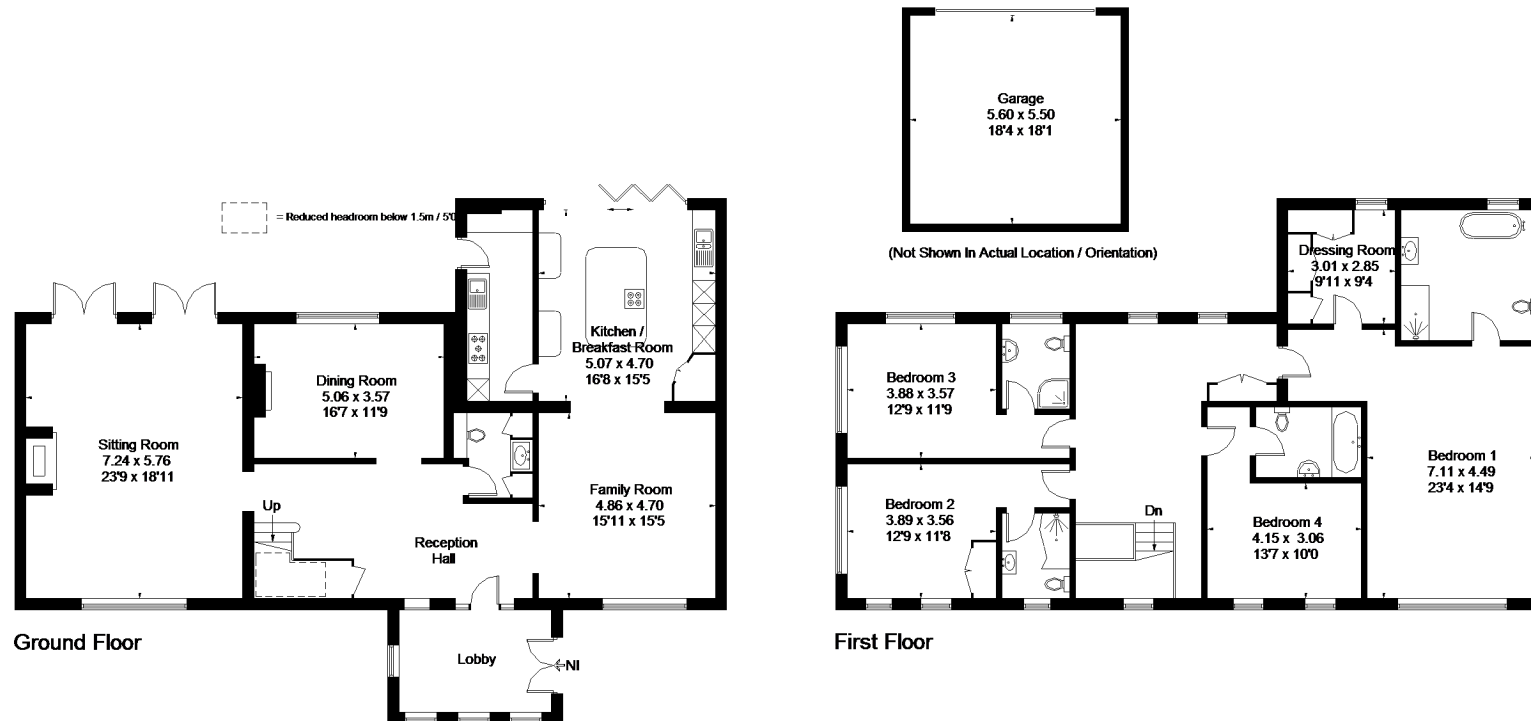 Garage
5.60 x 5.50
18'4 x 18'1
(Not Shown In Actual Location / Orientation)
= Reduced headroom below 1.5m / 5'0
Kitchen /
Breakfast Room
5.07 x 4.70
16'8 x 15'5
Dining Room
5.06 x 3.57
16'7 x 11'9
Sitting Room
7.24 x 5.76
23'9 x 18'11
Family Room
4.86 x 4.70
15'11 x 15'5
Up
Reception
Hall
Lobby
NI
Ground Floor
Dressing Room
3.01 x 2.85
9'11 x 9'4
Bedroom 3
3.88 x 3.57
12'9 x 11'9
Bedroom 1
7.11 x 4.49
23'4 x 14'9
Bedroom 2
3.89 x 3.56
12'9 x 11'8
Dn
Bedroom 4
4.15 x 3.06
13'7 x 10'0
First Floor